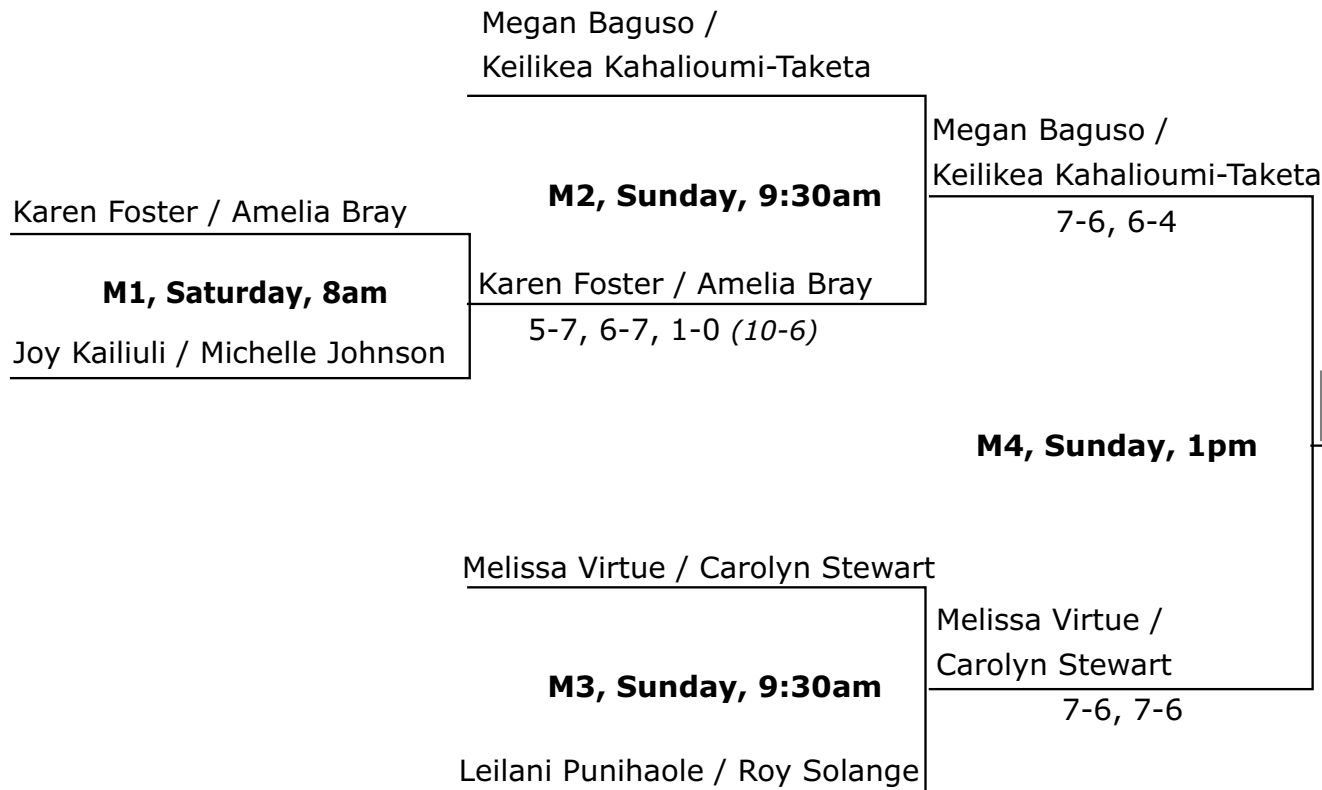 Megan Baguso /
Keilikea Kahalioumi-Taketa
Megan Baguso /
Keilikea Kahalioumi-Taketa
M2, Sunday, 9:30am
Karen Foster / Amelia Bray
7-6, 6-4
M1, Saturday, 8am
Karen Foster / Amelia Bray
5-7, 6-7, 1-0 (10-6)
Joy Kailiuli / Michelle Johnson
M4, Sunday, 1pm
Melissa Virtue / Carolyn Stewart
Melissa Virtue /
Carolyn Stewart
M3, Sunday, 9:30am
7-6, 7-6
Leilani Punihaole / Roy Solange